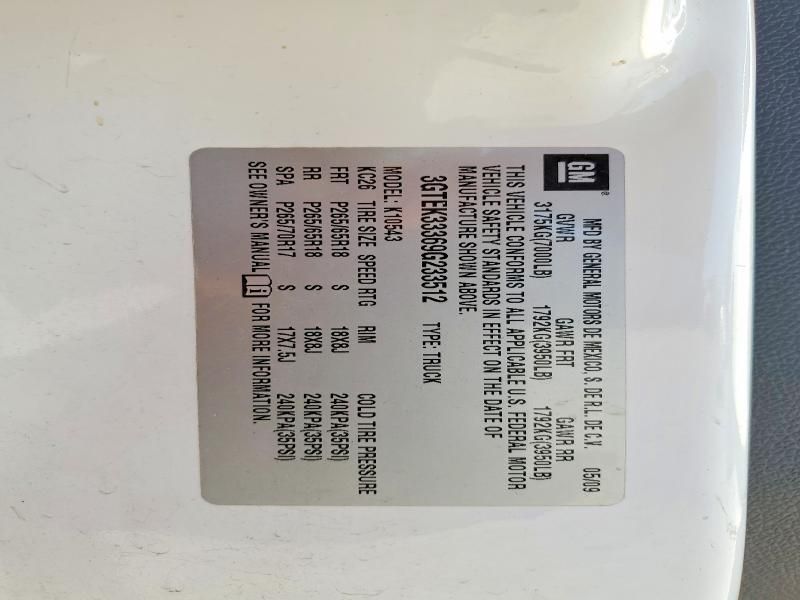 GM
MFD BY GENERAL MOTORS DE MEXICO, S. DE R.L. DE C.V. 05/09
GVWR GAWR FRT GAWR RR
3175KG(7000LB) 1792KG(3950LB) 1792KG(3950LB)
THIS VEHICLE CONFORMS TO ALL APPLICABLE U.S. FEDERAL MOTOR
VEHICLE SAFETY STANDARDS IN EFFECT ON THE DATE OF
MANUFACTURE SHOWN ABOVE.
3GTEK33369G233512 TYPE: TRUCK
MODEL: K10543
KC26 TIRE SIZE SPEED RTG RIM COLD TIRE PRESSURE
FRT P265/65R18 S 18X8J 240KPA(35PSI)
RR P265/65R18 S 18X8J 240KPA(35PSI)
SPA P265/70R17 S 17X7.5J 240KPA(35PSI)
SEE OWNER'S MANUAL FOR MORE INFORMATION.